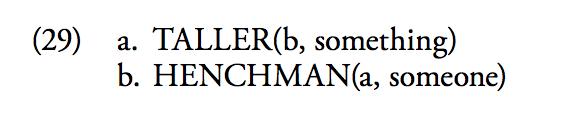 (29) a. TALLER(b, something)
b. HENCHMAN(a, someone)